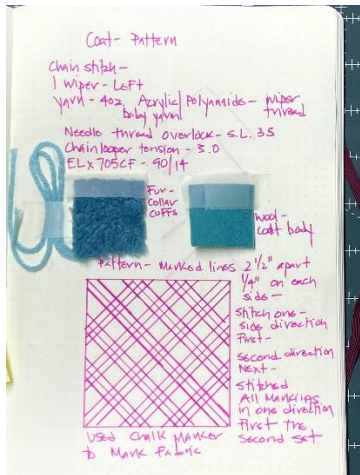 Coat - Pattern
Chain stitch -
1 Wiper - Left
yarn - 4oz Acrylic/Polyamide - wiper
baby yarn thread
Needle thread overlock - S.L. 35
Chainlooper tension - 3.0
ELx705CF - 90/14
Fur -
collar
cuffs
wool -
coat body
Pattern - Marked lines 2 1/2" apart
1/4" on each
side -
Stitch one -
side direction
First -
second direction
Next -
Stitched
All Markings
in one direction
First the
Second set
Used Chalk Marker
to Mark Fabric